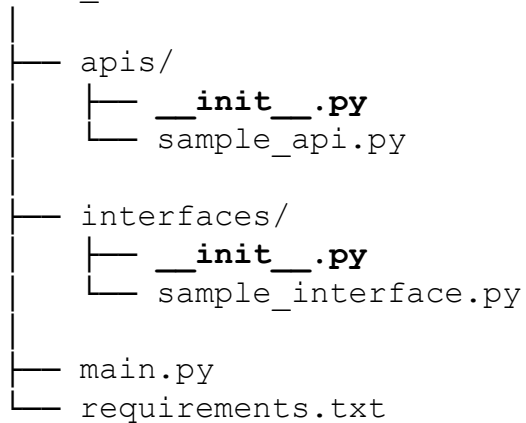 apis/
__init__.py
sample_api.py
interfaces/
__init__.py
sample_interface.py
main.py
requirements.txt